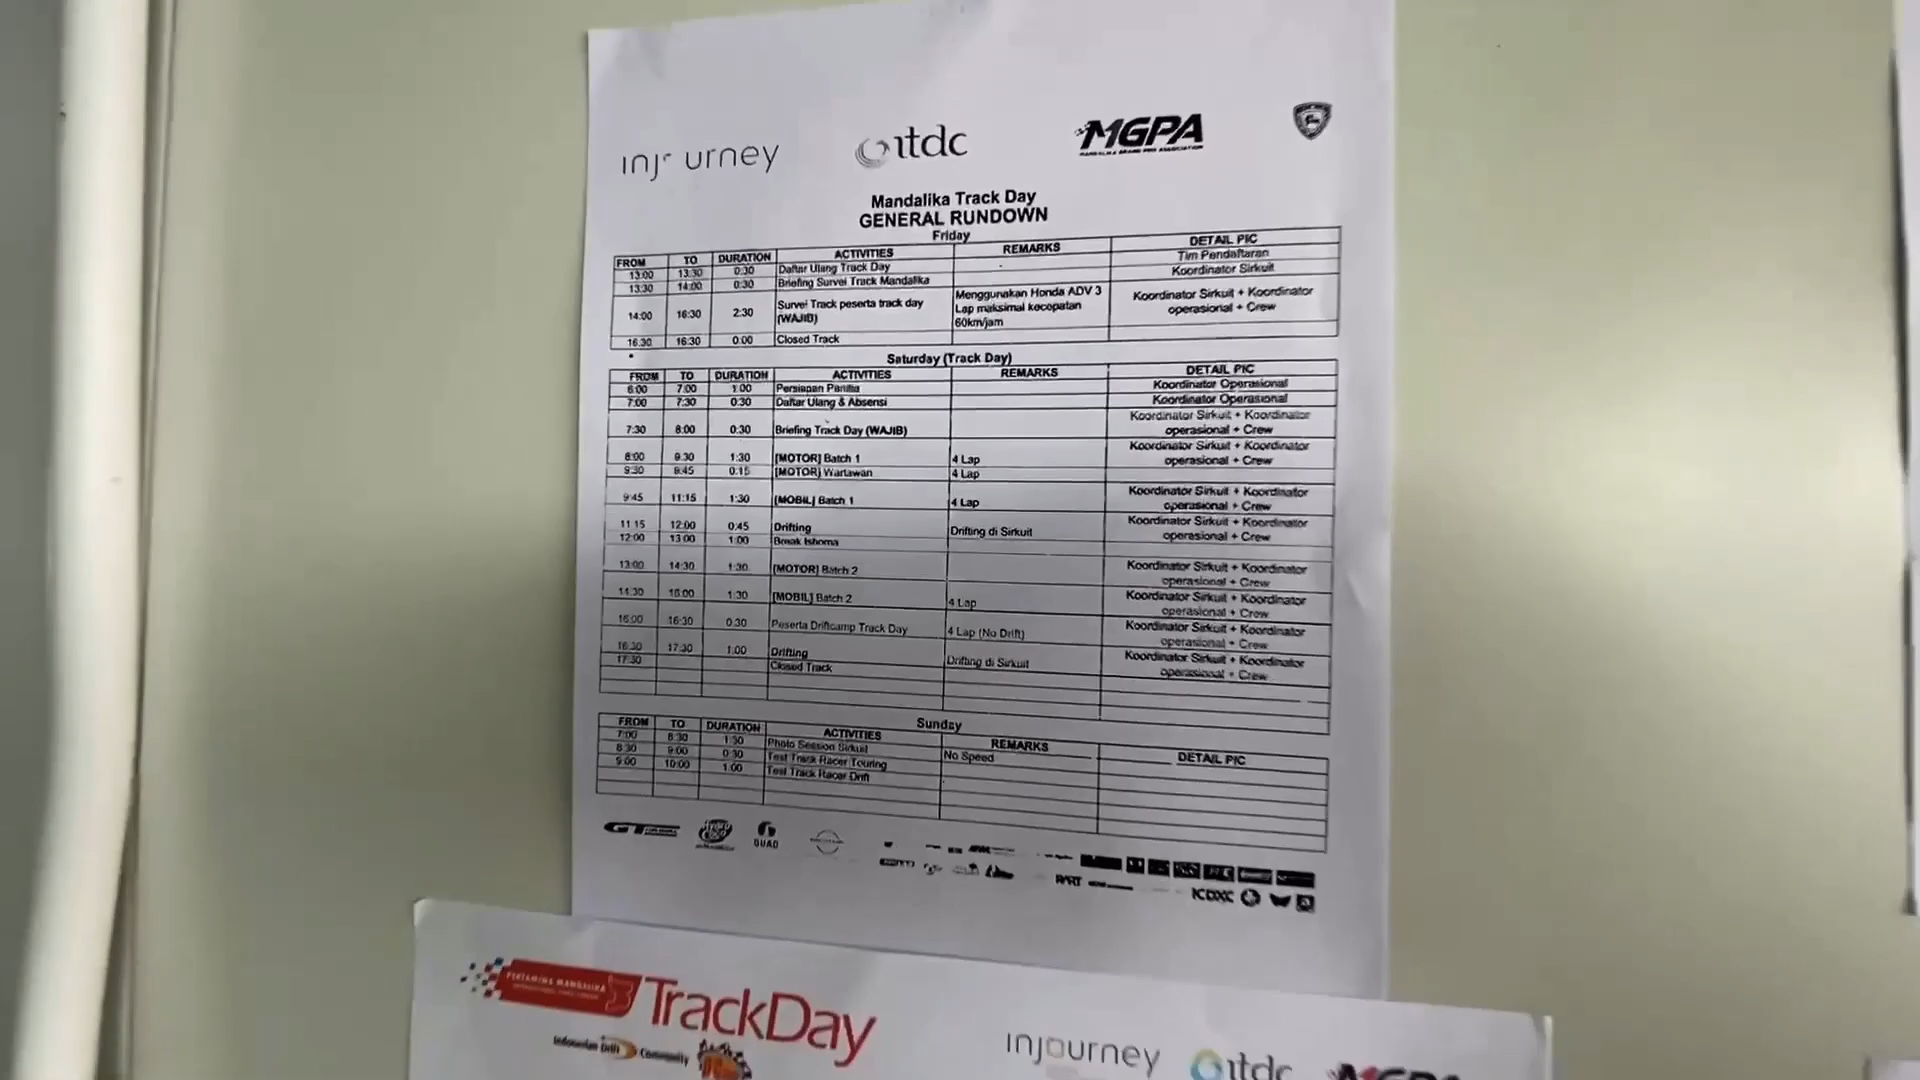 injourney
itdc
MGPA
MANDALIKA GRAND PRIX ASSOCIATION
Mandalika Track Day
GENERAL RUNDOWN
Friday
FROM TO DURATION ACTIVITIES REMARKS DETAIL PIC
13:00 13:30 0:30 Daftar Ulang Track Day Tim Pendaftaran
13:30 14:00 0:30 Briefing Survei Track Mandalika Koordinator Sirkuit
14:00 16:30 2:30 Survei Track peserta track day (WAJIB) Menggunakan Honda ADV 3 Lap maksimal kecepatan 60km/jam Koordinator Sirkuit + Koordinator operasional + Crew
16:30 16:30 0:00 Closed Track
Saturday (Track Day)
FROM TO DURATION ACTIVITIES REMARKS DETAIL PIC
6:00 7:00 1:00 Persiapan Panitia Koordinator Operasional
7:00 7:30 0:30 Daftar Ulang & Absensi Koordinator Operasional
7:30 8:00 0:30 Briefing Track Day (WAJIB) Koordinator Sirkuit + Koordinator operasional + Crew
8:00 9:30 1:30 [MOTOR] Batch 1 4 Lap Koordinator Sirkuit + Koordinator operasional + Crew
9:30 9:45 0:15 [MOTOR] Wartawan 4 Lap
9:45 11:15 1:30 [MOBIL] Batch 1 4 Lap Koordinator Sirkuit + Koordinator operasional + Crew
11:15 12:00 0:45 Drifting Drifting di Sirkuit Koordinator Sirkuit + Koordinator operasional + Crew
12:00 13:00 1:00 Break Ishoma
13:00 14:30 1:30 [MOTOR] Batch 2 Koordinator Sirkuit + Koordinator operasional + Crew
14:30 16:00 1:30 [MOBIL] Batch 2 4 Lap Koordinator Sirkuit + Koordinator operasional + Crew
16:00 16:30 0:30 Peserta Driftcamp Track Day 4 Lap (No Drift) Koordinator Sirkuit + Koordinator operasional + Crew
16:30 17:30 1:00 Drifting Drifting di Sirkuit Koordinator Sirkuit + Koordinator operasional + Crew
17:30 Closed Track
Sunday
FROM TO DURATION ACTIVITIES REMARKS DETAIL PIC
7:00 8:30 1:30 Photo Session Sirkuit No Speed
8:30 9:00 0:30 Test Track Racer Touring
9:00 10:00 1:00 Test Track Racer Drift
GT
QUAD
ICDXC
PERTAMINA MANDALIKA
TrackDay
Indonesian Drift Community
injourney
itdc
MGPA